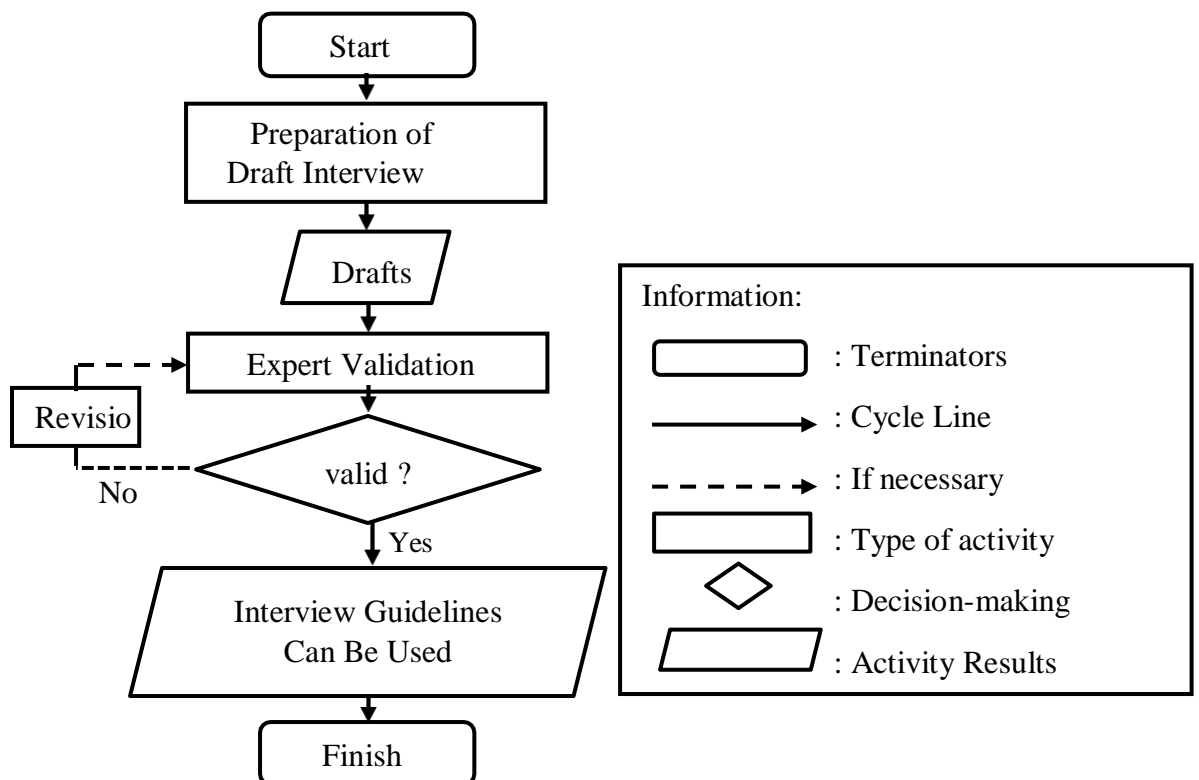 Start
Preparation of
Draft Interview
Drafts
Expert Validation
Revisio
valid ?
No
Yes
Interview Guidelines
Can Be Used
Finish
Information:
: Terminators
: Cycle Line
: If necessary
: Type of activity
: Decision-making
: Activity Results